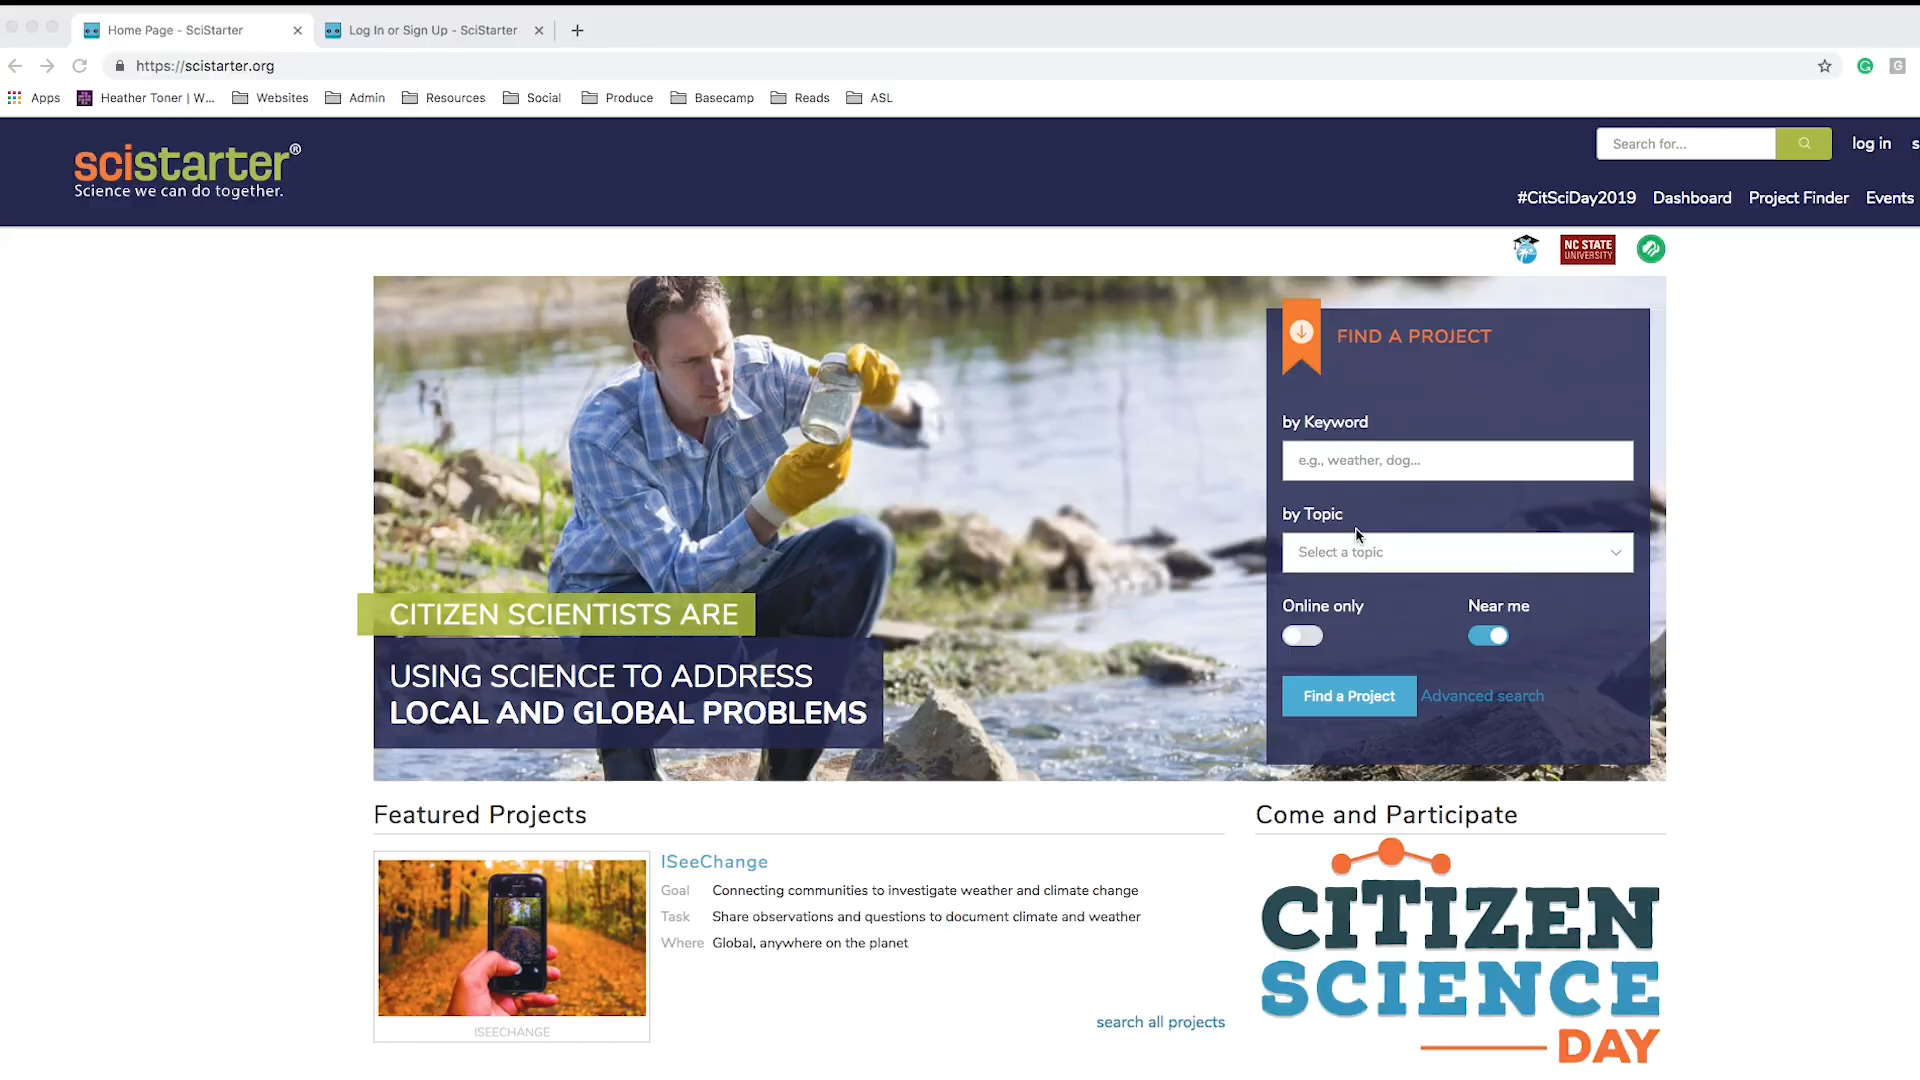 Home Page - SciStarter
Log In or Sign Up - SciStarter
https://scistarter.org
Apps
Heather Toner | W...
Websites
Admin
Resources
Social
Produce
Basecamp
Reads
ASL
scistarter®
Science we can do together.
Search for...
log in
s
#CitSciDay2019
Dashboard
Project Finder
Events
NC STATE
UNIVERSITY
FIND A PROJECT
by Keyword
e.g., weather, dog...
by Topic
Select a topic
Online only
Near me
Find a Project
Advanced search
CITIZEN SCIENTISTS ARE
USING SCIENCE TO ADDRESS
LOCAL AND GLOBAL PROBLEMS
Featured Projects
ISeeChange
Goal Connecting communities to investigate weather and climate change
Task Share observations and questions to document climate and weather
Where Global, anywhere on the planet
ISEECHANGE
search all projects
Come and Participate
CITIZEN
SCIENCE
DAY